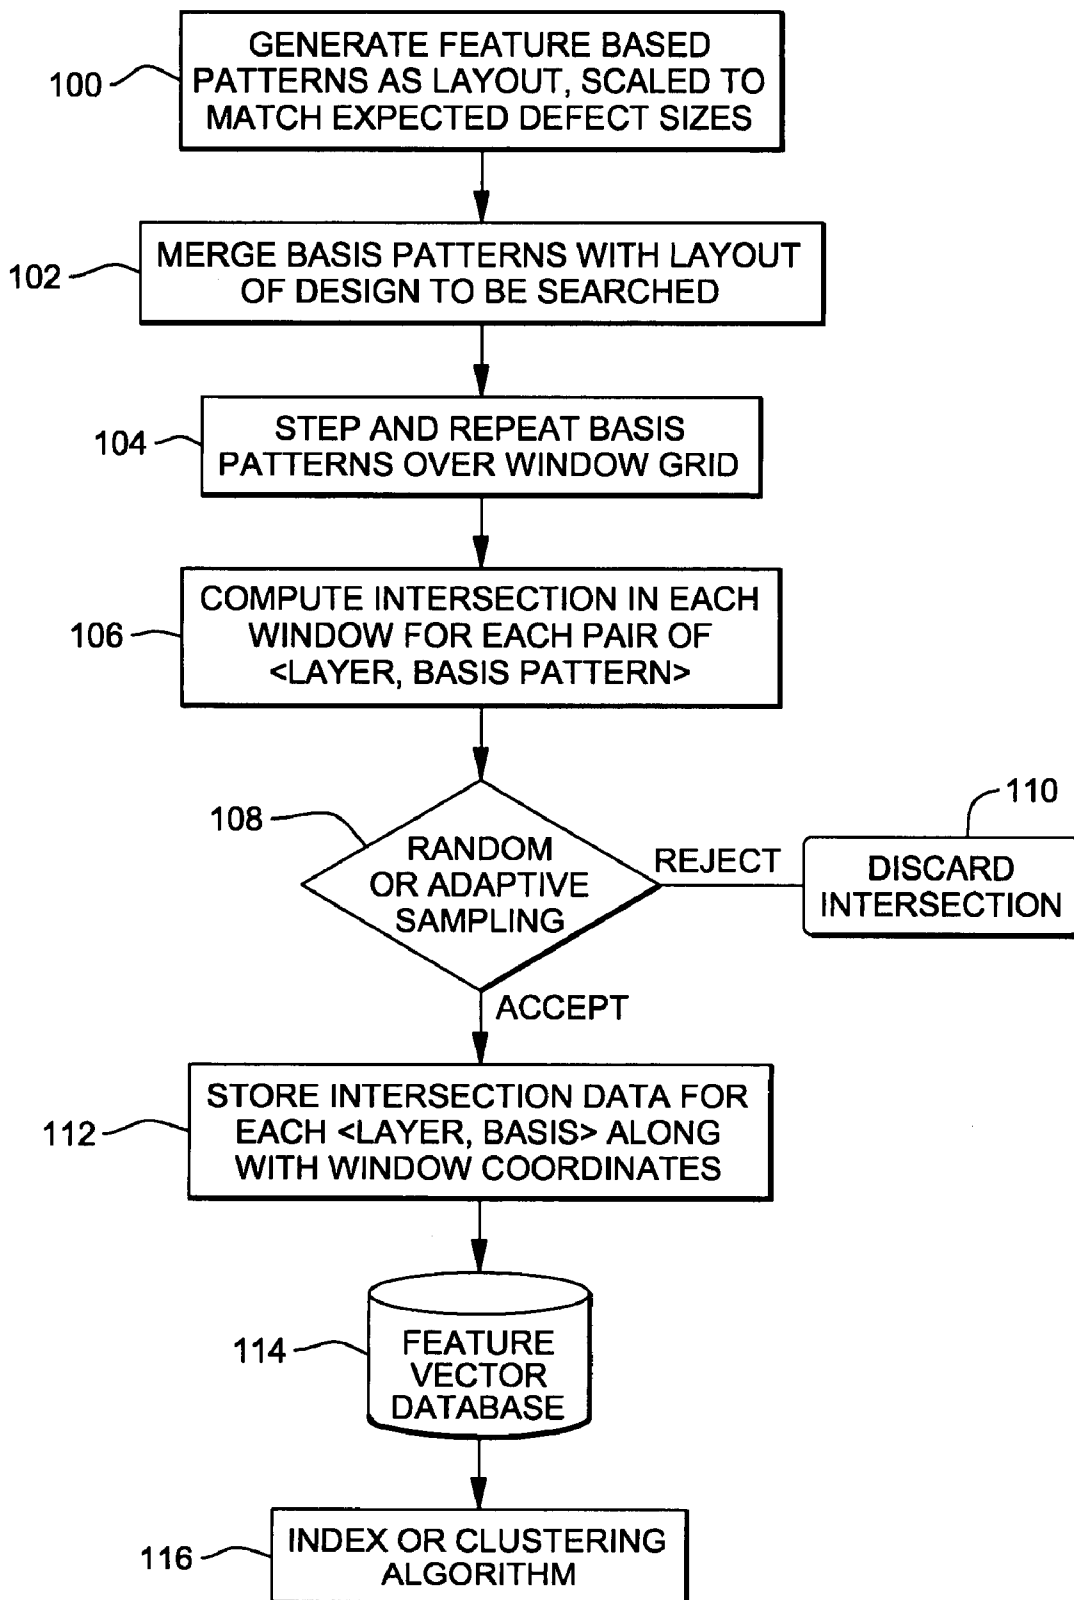 100
GENERATE FEATURE BASED
PATTERNS AS LAYOUT, SCALED TO
MATCH EXPECTED DEFECT SIZES
102
MERGE BASIS PATTERNS WITH LAYOUT
OF DESIGN TO BE SEARCHED
104
STEP AND REPEAT BASIS
PATTERNS OVER WINDOW GRID
106
COMPUTE INTERSECTION IN EACH
WINDOW FOR EACH PAIR OF
<LAYER, BASIS PATTERN>
108
RANDOM
OR ADAPTIVE
SAMPLING
REJECT
110
DISCARD
INTERSECTION
ACCEPT
112
STORE INTERSECTION DATA FOR
EACH <LAYER, BASIS> ALONG
WITH WINDOW COORDINATES
114
FEATURE
VECTOR
DATABASE
116
INDEX OR CLUSTERING
ALGORITHM